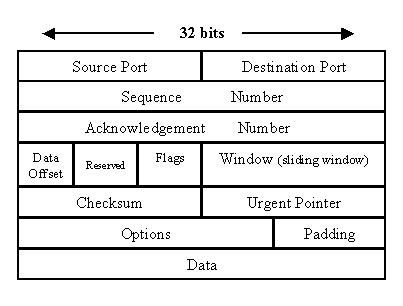 32 bits
Source Port Destination Port
Sequence Number
Acknowledgement Number
Data Offset Reserved Flags Window (sliding window)
Checksum Urgent Pointer
Options Padding
Data